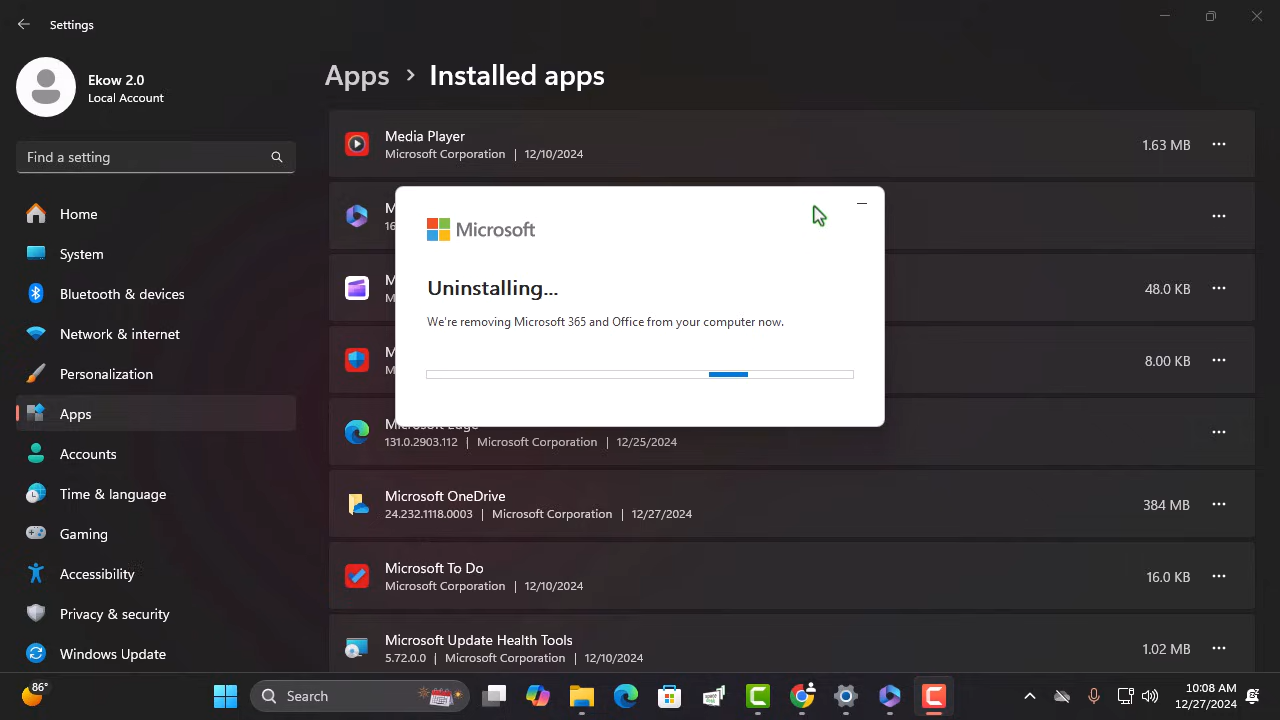 Settings
Ekow 2.0
Local Account
Find a setting
Home
System
Bluetooth & devices
Network & internet
Personalization
Apps
Accounts
Time & language
Gaming
Accessibility
Privacy & security
Windows Update
Apps > Installed apps
Media Player
Microsoft Corporation | 12/10/2024
1.63 MB
M
16
M
M
48.0 KB
M
M
8.00 KB
Microsoft Edge
131.0.2903.112 | Microsoft Corporation | 12/25/2024
Microsoft OneDrive
24.232.1118.0003 | Microsoft Corporation | 12/27/2024
384 MB
Microsoft To Do
Microsoft Corporation | 12/10/2024
16.0 KB
Microsoft Update Health Tools
5.72.0.0 | Microsoft Corporation | 12/10/2024
1.02 MB
Microsoft
Uninstalling...
We're removing Microsoft 365 and Office from your computer now.
86°
Search
10:08 AM
12/27/2024